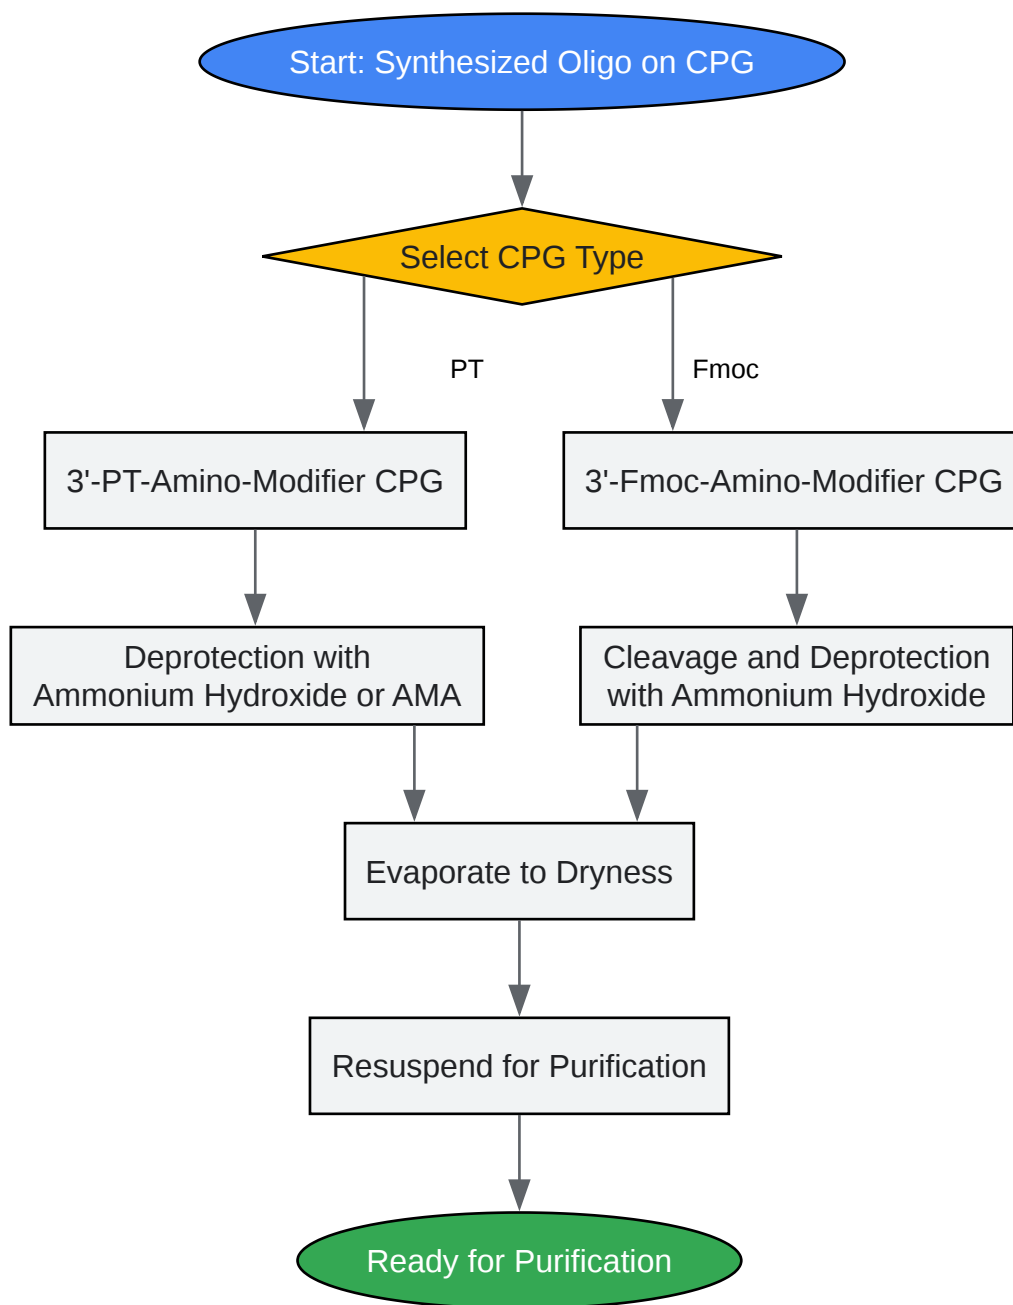 Start: Synthesized Oligo on CPG
Select CPG Type
PT
Fmoc
3'-PT-Amino-Modifier CPG
3'-Fmoc-Amino-Modifier CPG
Deprotection with
Ammonium Hydroxide or AMA
Cleavage and Deprotection
with Ammonium Hydroxide
Evaporate to Dryness
Resuspend for Purification
Ready for Purification